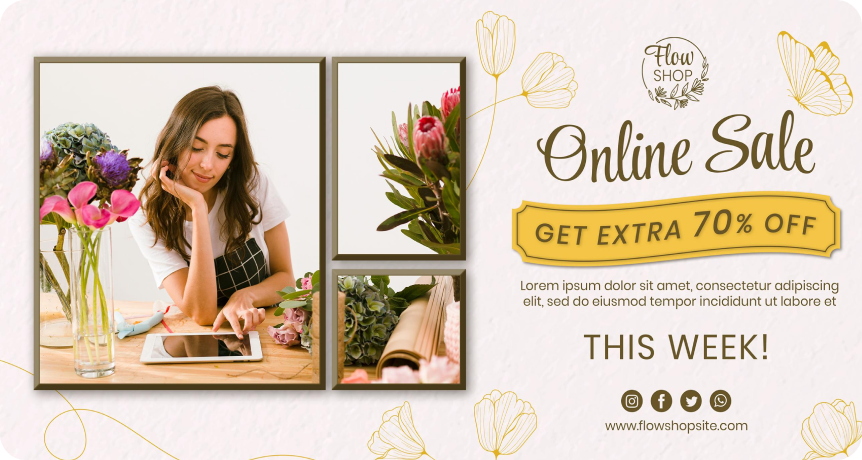 Flow
SHOP
Online Sale
GET EXTRA 70% OFF
Lorem ipsum dolor sit amet, consectetur adipiscing
elit, sed do eiusmod tempor incididunt ut labore et
THIS WEEK!
www.flowshopsite.com